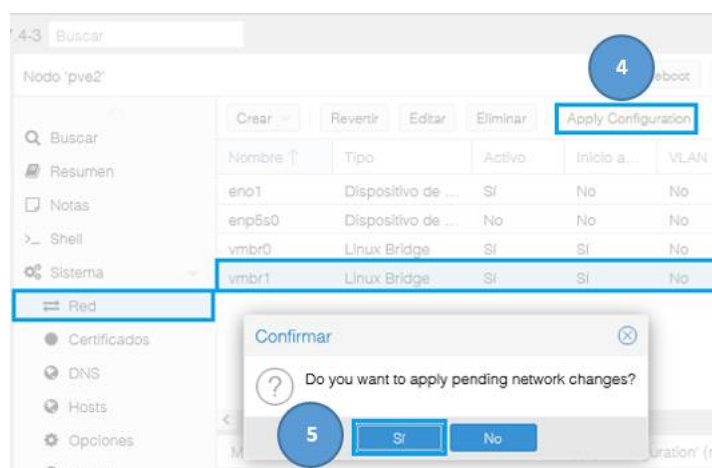 .4-3 Buscar
Nodo 'pve2'
4
eboot
Crear Revertir Editar Eliminar Apply Configuration
Buscar
Nombre Tipo Activo Inicio a... VLAN
Resumen
eno1 Dispositivo de ... Sí No No
Notas
enp5s0 Dispositivo de ... No No No
Shell
vmbr0 Linux Bridge Sí Sí No
Sistema
vmbr1 Linux Bridge Sí Sí No
Red
Certificados
Confirmar
DNS
Do you want to apply pending network changes?
Hosts
5
Sí No
Opciones
uration' (r